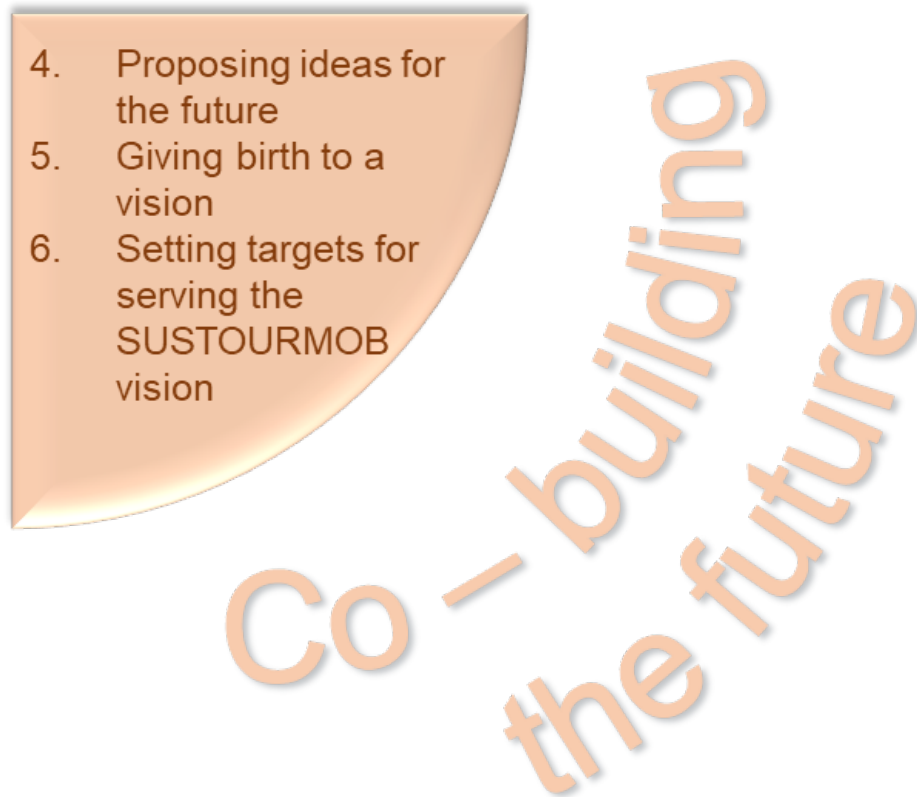 4. Proposing ideas for
the future
5. Giving birth to a
vision
6. Setting targets for
serving the
SUSTOURMOB
vision
Co – building
the future